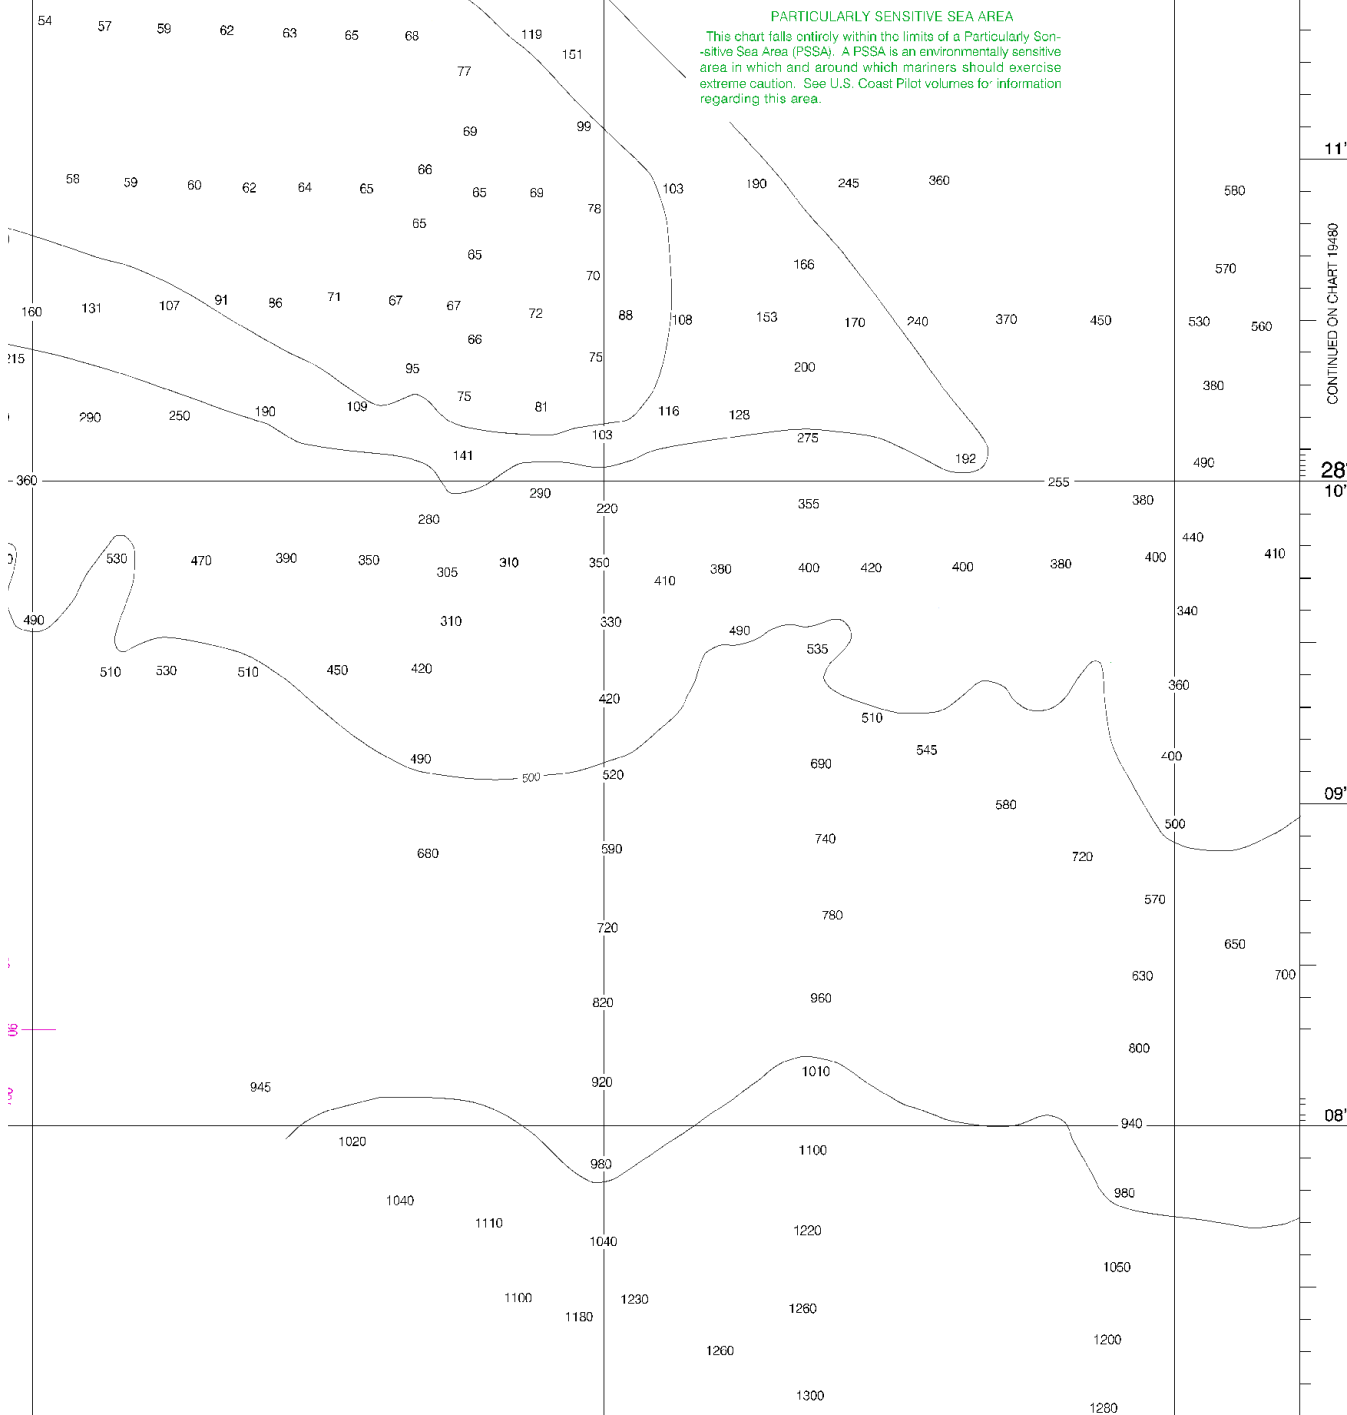 PARTICULARLY SENSITIVE SEA AREA
This chart falls entirely within the limits of a Particularly Sen-
-sitive Sea Area (PSSA). A PSSA is an environmentally sensitive
area in which and around which mariners should exercise
extreme caution. See U.S. Coast Pilot volumes for information
regarding this area.
54 57 59 62 63 65 68 119
151
77
99
69
11'
66
58 59 60 62 64 65 65 69 103 190 245 360 580
78
65
65 166 570
70
CONTINUED ON CHART 19480
160 131 107 91 86 71 67 67 72 88 108 153 170 240 370 450 530 560
66
215 95 75 200 380
75
290 250 190 109 81 116 128
103 275
141 192 490
28'
360 255
10'
290 380
280 220 355
440
530 470 390 350 305 310 350 410 380 400 420 400 380 400 410
490 310 330 490 340
535
510 530 510 450 420 360
420
510
490 545 400
500 520 690
580
09'
740 500
680 590 720
570
720 780
650
630 700
820 960
06
800
945 920 1010
08'
1020 940
980 1100
1040 980
1110 1220
1040
1050
1100 1230 1260
1180
1260 1200
1300
1280